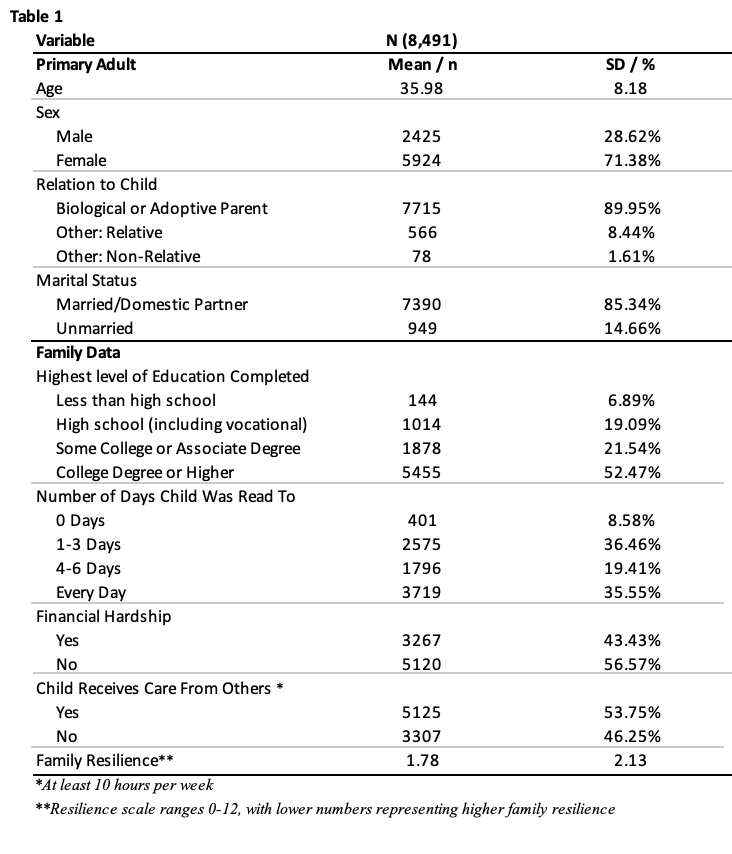 Table 1
Variable N (8,491)
Primary Adult Mean / n SD / %
Age 35.98 8.18
Sex
Male 2425 28.62%
Female 5924 71.38%
Relation to Child
Biological or Adoptive Parent 7715 89.95%
Other: Relative 566 8.44%
Other: Non-Relative 78 1.61%
Marital Status
Married/Domestic Partner 7390 85.34%
Unmarried 949 14.66%
Family Data
Highest level of Education Completed
Less than high school 144 6.89%
High school (including vocational) 1014 19.09%
Some College or Associate Degree 1878 21.54%
College Degree or Higher 5455 52.47%
Number of Days Child Was Read To
0 Days 401 8.58%
1-3 Days 2575 36.46%
4-6 Days 1796 19.41%
Every Day 3719 35.55%
Financial Hardship
Yes 3267 43.43%
No 5120 56.57%
Child Receives Care From Others *
Yes 5125 53.75%
No 3307 46.25%
Family Resilience** 1.78 2.13
*At least 10 hours per week
**Resilience scale ranges 0-12, with lower numbers representing higher family resilience